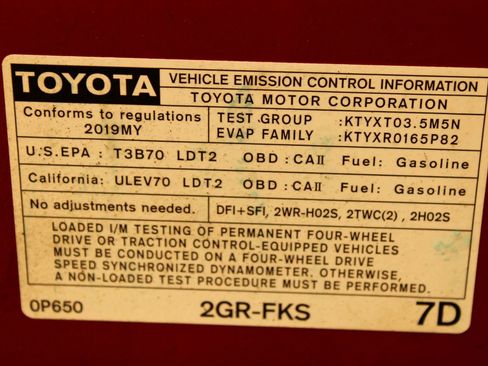 TOYOTA VEHICLE EMISSION CONTROL INFORMATION
TOYOTA MOTOR CORPORATION
Conforms to regulations
2019MY
TEST GROUP :KTYXT03.5M5N
EVAP FAMILY :KTYXR0165P82
U.S.EPA : T3B70 LDT2 OBD :CAII Fuel: Gasoline
California: ULEV70 LDT2 OBD :CAII Fuel: Gasoline
No adjustments needed. DFI+SFI, 2WR-H02S, 2TWC(2), 2H02S
LOADED I/M TESTING OF PERMANENT FOUR-WHEEL
DRIVE OR TRACTION CONTROL-EQUIPPED VEHICLES
MUST BE CONDUCTED ON A FOUR-WHEEL DRIVE
SPEED SYNCHRONIZED DYNAMOMETER. OTHERWISE,
A NON-LOADED TEST PROCEDURE MUST BE PERFORMED.
0P650 2GR-FKS 7D